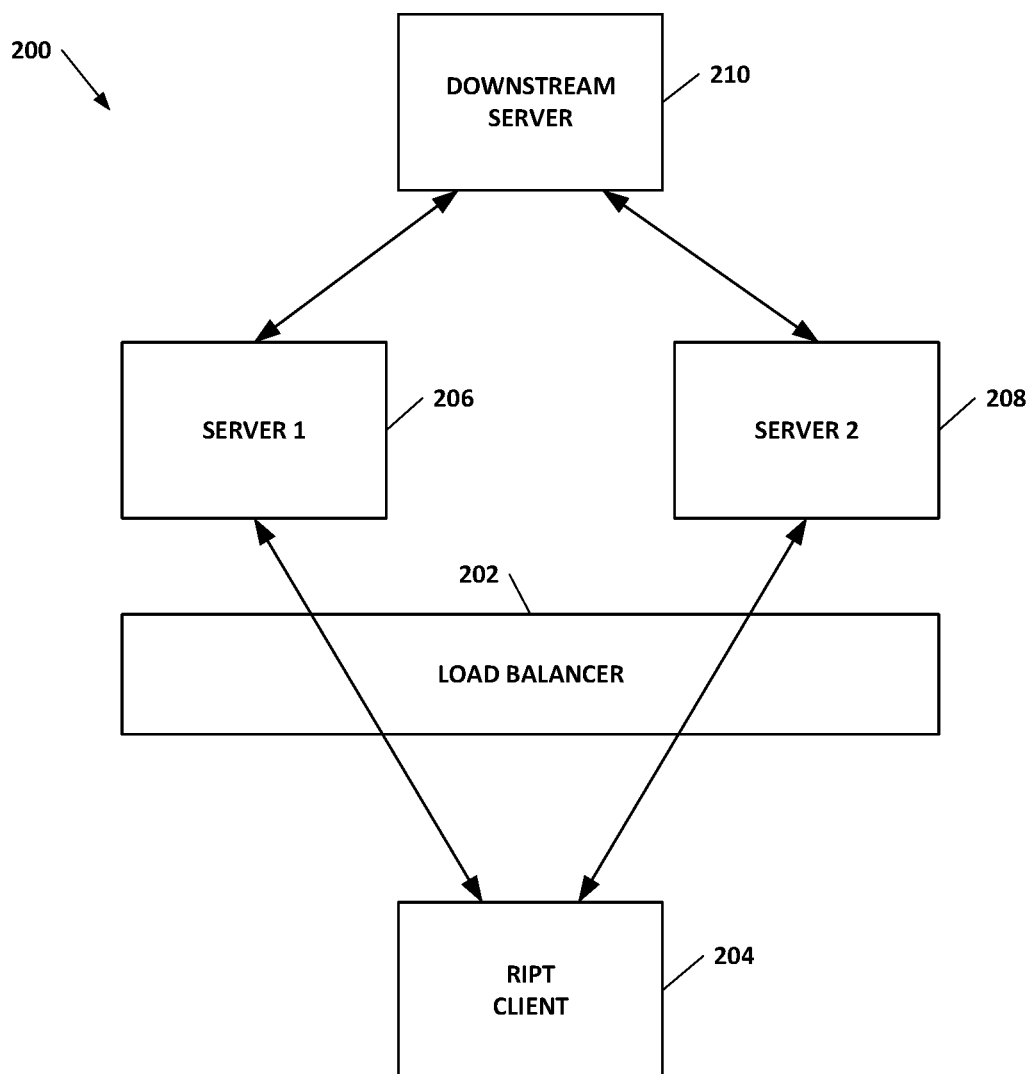 200
DOWNSTREAM
SERVER
210
SERVER 1
206
SERVER 2
208
202
LOAD BALANCER
RIPT
CLIENT
204